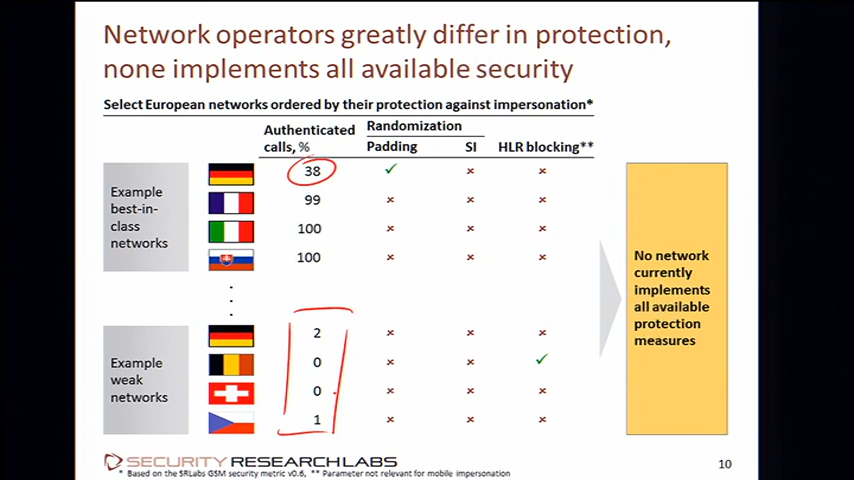 Network operators greatly differ in protection,
none implements all available security
Select European networks ordered by their protection against impersonation*
Authenticated
calls, %
Randomization
Padding
SI
HLR blocking**
Example
best-in-
class
networks
38 ✓ × ×
99 × × ×
100 × × ×
100 × × ×
Example
weak
networks
2 × × ×
0 × × ✓
0 × × ×
1 × × ×
No network
currently
implements
all available
protection
measures
SECURITY RESEARCH LABS
10
* Based on the SRLabs GSM security metric v0.6, ** Parameter not relevant for mobile impersonation